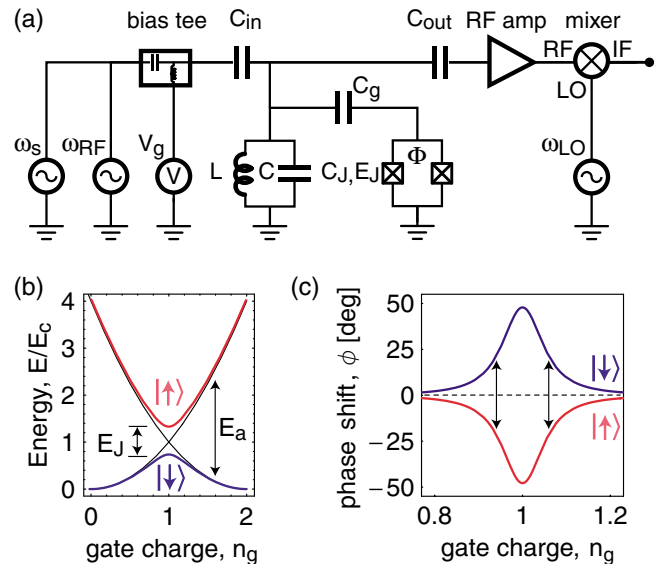 (a)
bias tee
C_in
C_out
RF amp
mixer
RF
IF
LO
C_g
ω_s
ω_RF
V_g
V
L
C
C_J,E_J
Φ
ω_LO
(b)
4
3
2
1
0
Energy, E/E_c
|↑⟩
E_J
E_a
|↓⟩
0
1
2
gate charge, n_g
(c)
50
25
0
−25
−50
phase shift, ϕ [deg]
|↓⟩
|↑⟩
0.8
1
1.2
gate charge, n_g